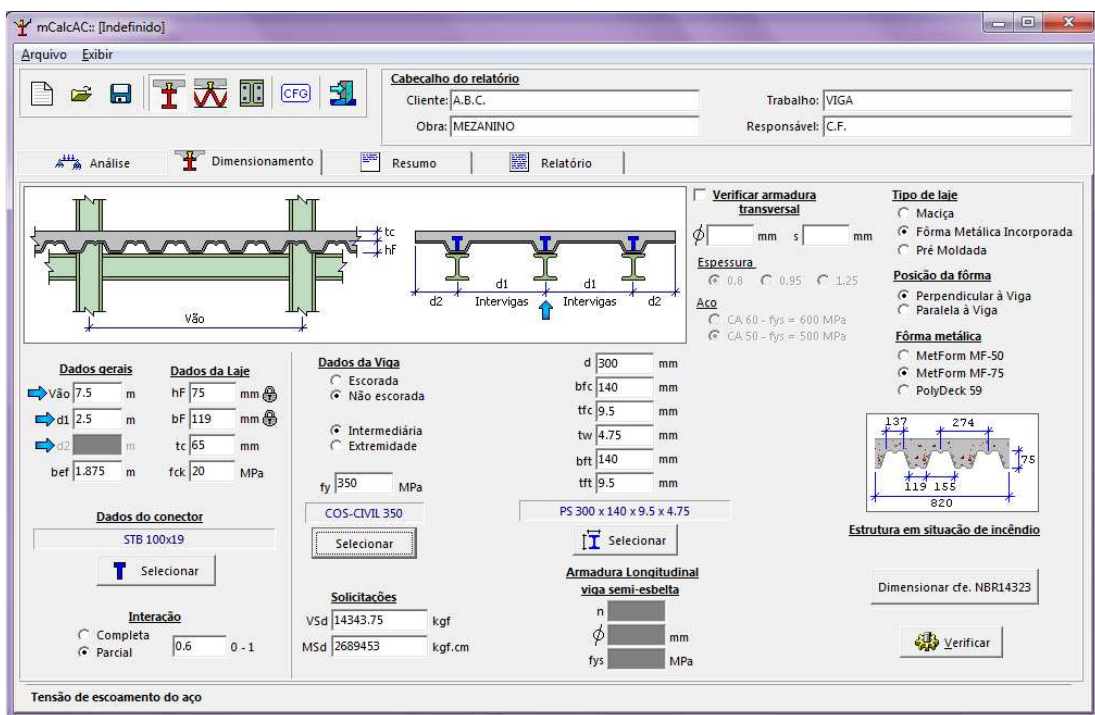 mCalcAC:: [Indefinido]
Arquivo Exibir
CFG
Cabecalho do relatório
Cliente: A.B.C.
Trabalho: VIGA
Obra: MEZANINO
Responsável: C.F.
Análise
Dimensionamento
Resumo
Relatório
tc
hF
Vão
d2
d1
Intervigas
d1
Intervigas
d2
Verificar armadura
transversal
ϕ mm s mm
Espessura
0.8 0.95 1.25
Aco
CA 60 - fys = 600 MPa
CA 50 - fys = 500 MPa
Tipo de laje
Maciça
Fôrma Metálica Incorporada
Pré Moldada
Posição da fôrma
Perpendicular à Viga
Paralela à Viga
Fôrma metálica
MetForm MF-50
MetForm MF-75
PolyDeck 59
137 274
75
119 155
820
Estrutura em situação de incêndio
Dimensionar cfe. NBR14323
Verificar
Dados gerais
Vão 7.5 m
d1 2.5 m
d2 m
bef 1.875 m
Dados da Laje
hF 75 mm
bF 119 mm
tc 65 mm
fck 20 MPa
Dados do conector
STB 100x19
Selecionar
Interação
Completa
Parcial
0.6 0 - 1
Dados da Viga
Escorada
Não escorada
Intermediária
Extremidade
fy 350 MPa
COS-CIVIL 350
Selecionar
Solicitações
VSd 14343.75 kgf
MSd 2689453 kgf.cm
d 300 mm
bfc 140 mm
tfc 9.5 mm
tw 4.75 mm
bft 140 mm
tft 9.5 mm
PS 300 x 140 x 9.5 x 4.75
Selecionar
Armadura Longitudinal
viga semi-esbelta
n
ϕ mm
fys MPa
Tensão de escoamento do aço